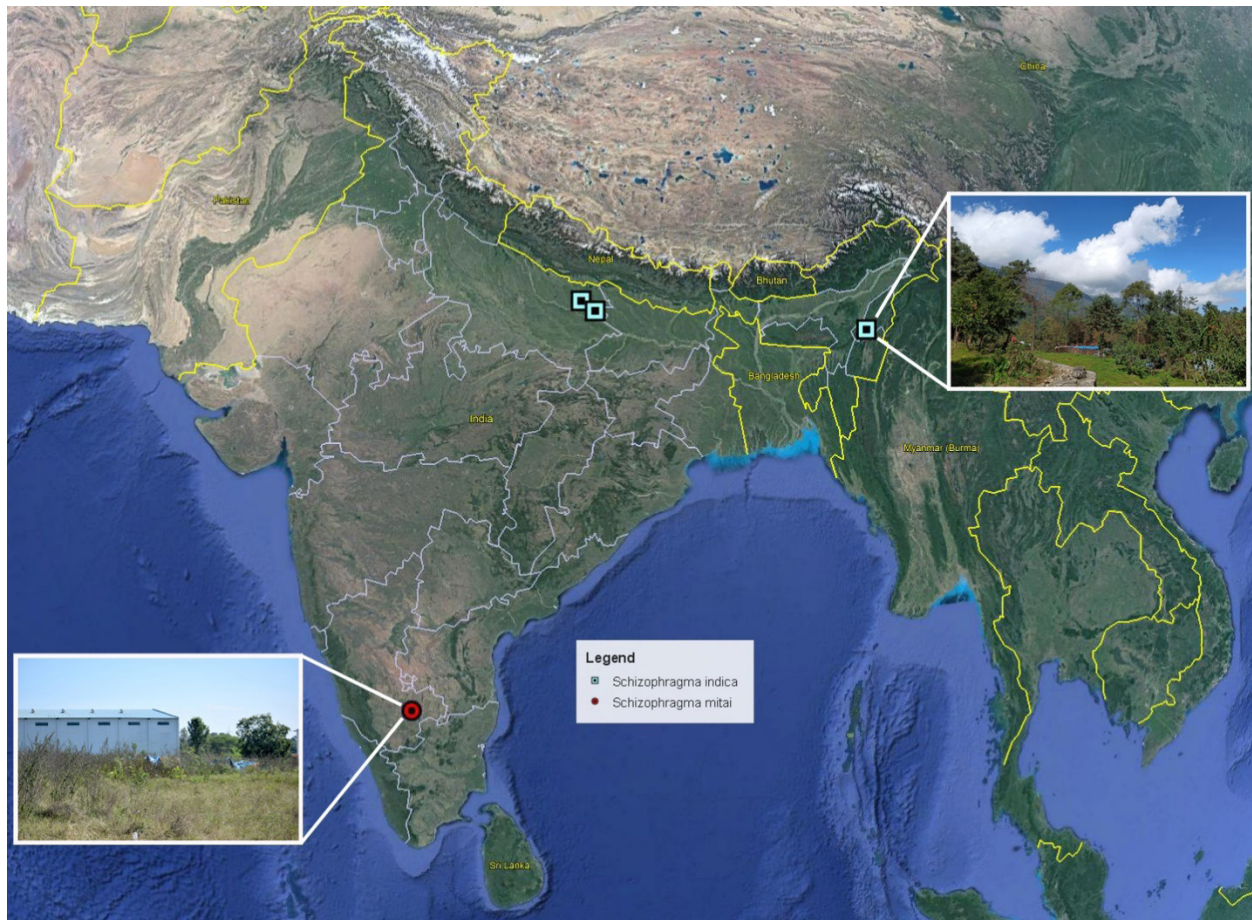 China
Pakistan
Nepal
Bhutan
Bangladesh
India
Myanmar (Burma)
Legend
Schizophragma indica
Schizophragma mitai
Sri Lanka